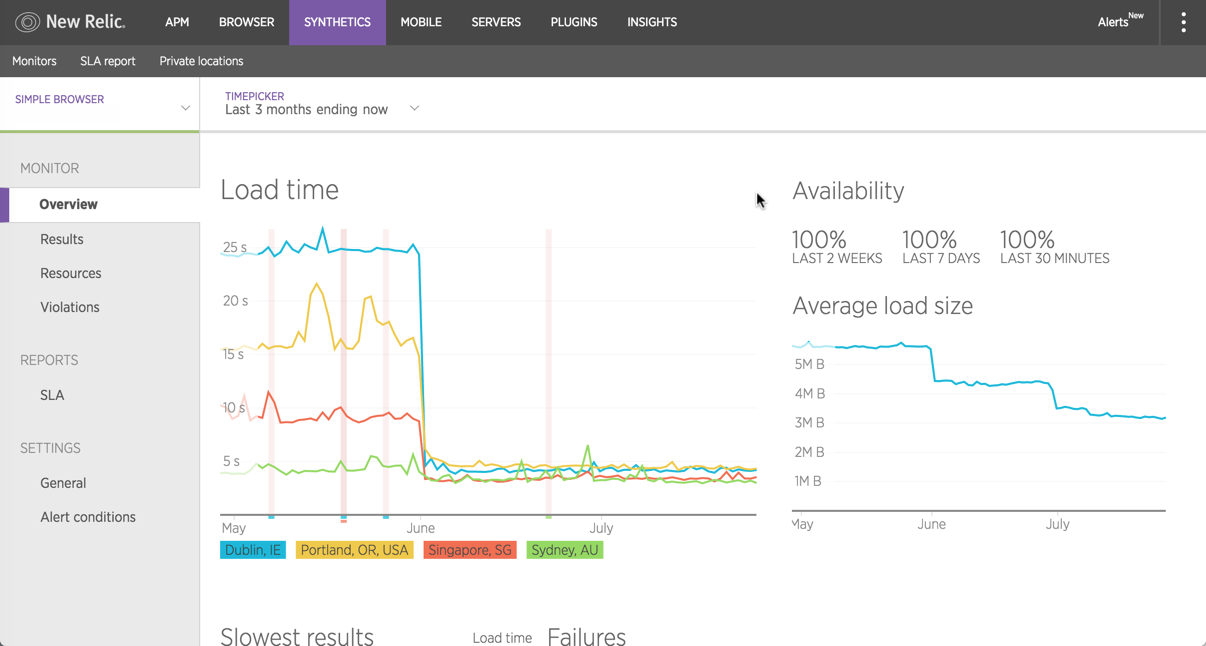 New Relic.
APM BROWSER SYNTHETICS MOBILE SERVERS PLUGINS INSIGHTS
Alerts New
Monitors SLA report Private locations
SIMPLE BROWSER
TIMEPICKER
Last 3 months ending now
MONITOR
Overview
Results
Resources
Violations
REPORTS
SLA
SETTINGS
General
Alert conditions
Load time
25 s
20 s
15 s
10 s
5 s
May June July
Dublin, IE Portland, OR, USA Singapore, SG Sydney, AU
Availability
100% 100% 100%
LAST 2 WEEKS LAST 7 DAYS LAST 30 MINUTES
Average load size
5M B
4M B
3M B
2M B
1M B
May June July
Slowest results Load time Failures